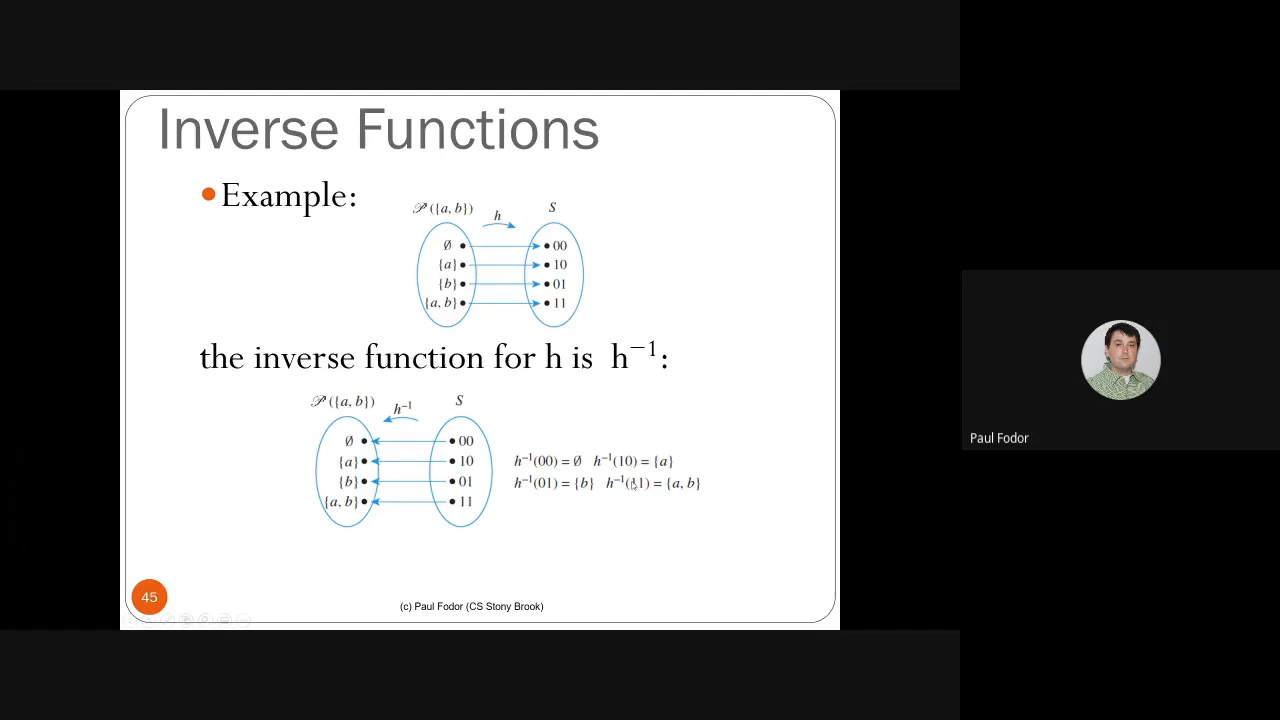 Inverse Functions
• Example:
𝒫({a, b}) h S
∅ • • 00
{a} • • 10
{b} • • 01
{a, b} • • 11
the inverse function for h is h⁻¹:
𝒫({a, b}) h⁻¹ S
∅ • • 00
{a} • • 10
{b} • • 01
{a, b} • • 11
h⁻¹(00) = ∅ h⁻¹(10) = {a}
h⁻¹(01) = {b} h⁻¹(11) = {a, b}
45
(c) Paul Fodor (CS Stony Brook)
Paul Fodor